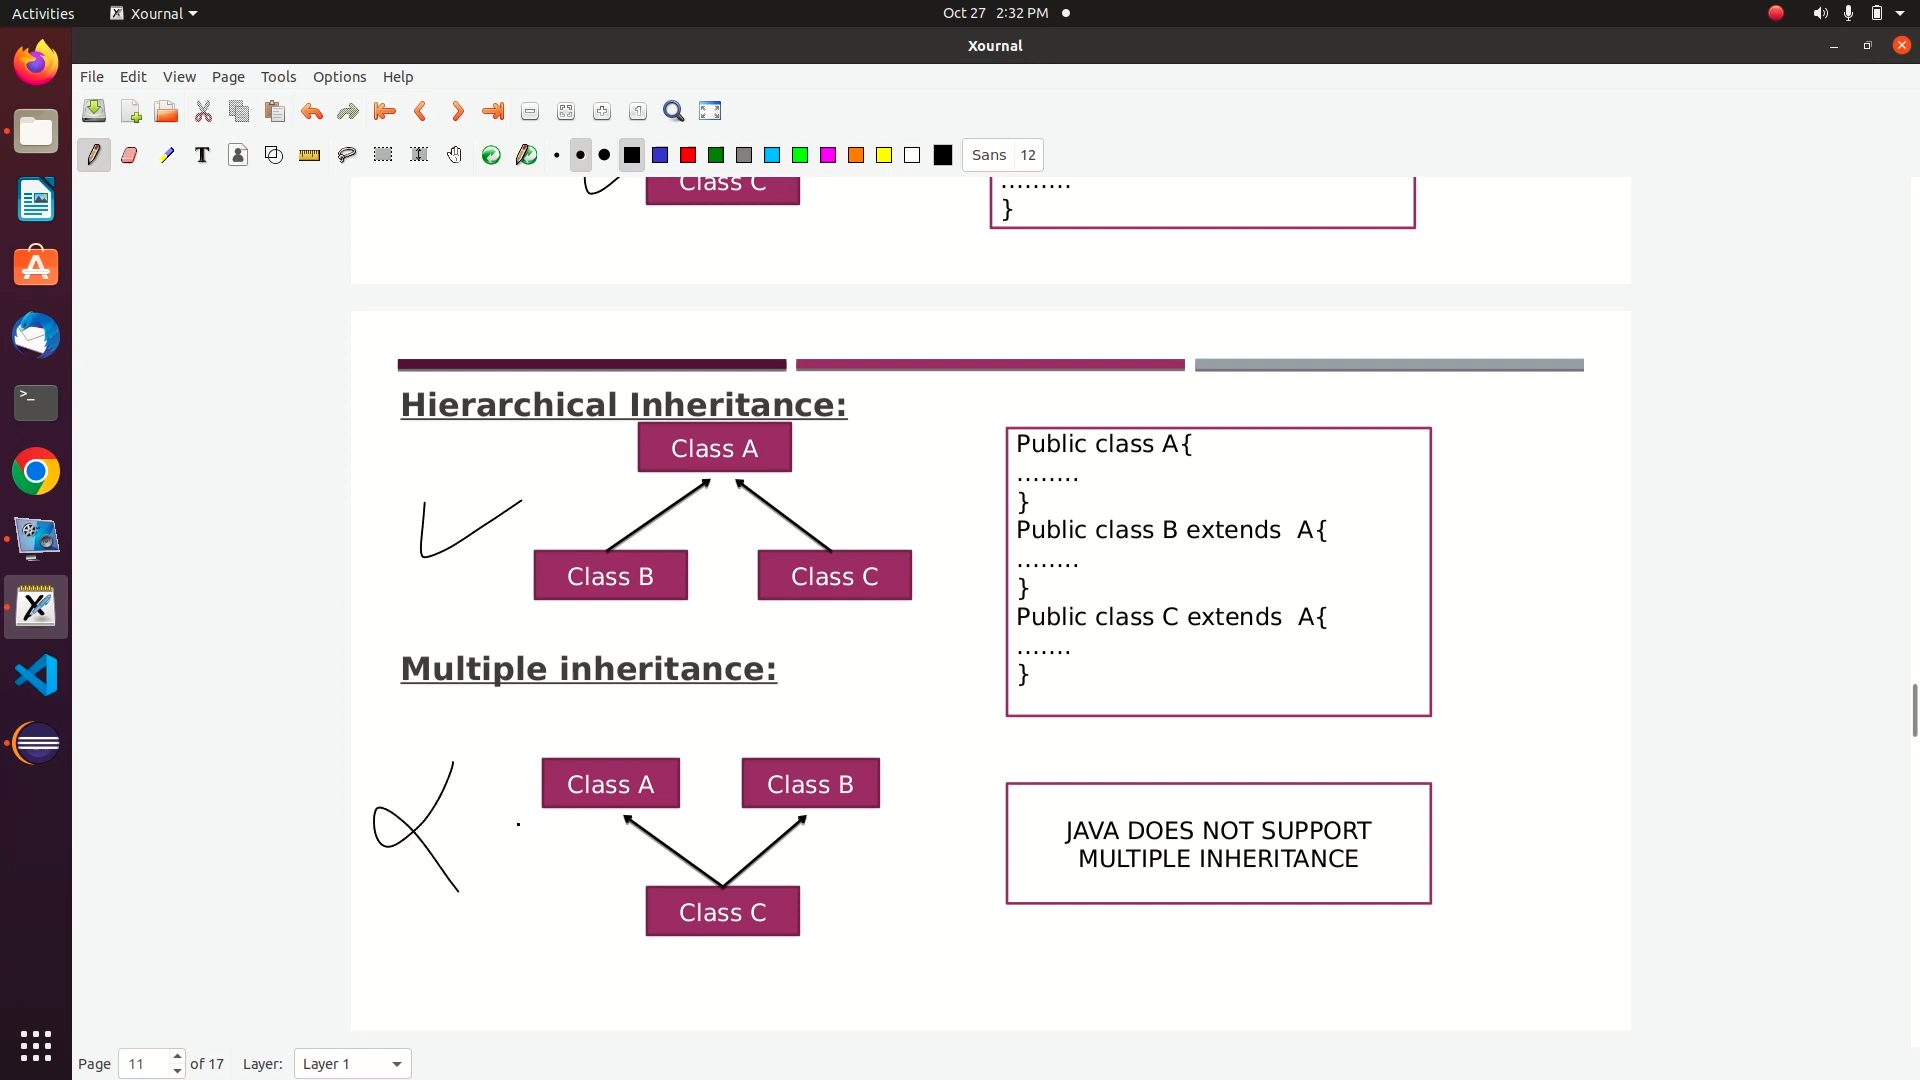 Activities
Xournal
Oct 27 2:32 PM
Xournal
File Edit View Page Tools Options Help
Sans 12
Class C
.........
}
Hierarchical Inheritance:
Class A
Class B
Class C
Public class A{
........
}
Public class B extends A{
........
}
Public class C extends A{
.......
}
Multiple inheritance:
Class A
Class B
Class C
JAVA DOES NOT SUPPORT
MULTIPLE INHERITANCE
Page 11 of 17 Layer: Layer 1